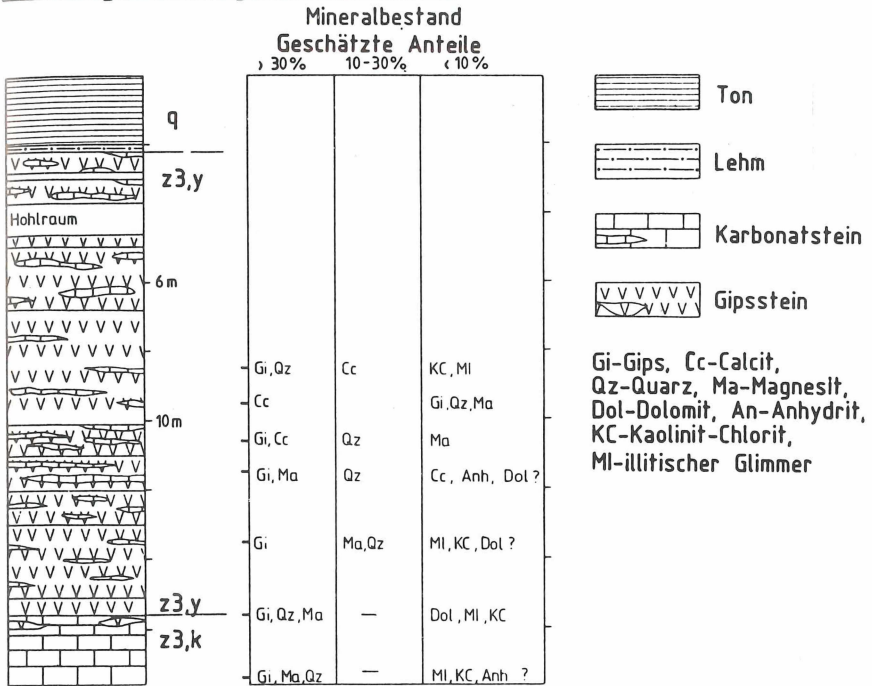 Mineralbestand
Geschätzte Anteile
> 30% 10-30% < 10%
q
z3,y
Hohlraum
6m
Gi,Qz Cc KC,MI
Cc Gi,Qz,Ma
10m
Gi,Cc Qz Ma
Gi,Ma Qz Cc, Anh, Dol?
Gi Ma,Qz MI,KC,Dol?
z3,y
Gi,Qz,Ma — Dol,MI,KC
z3,k
Gi,Ma,Qz — MI,KC,Anh ?
Ton
Lehm
Karbonatstein
Gipsstein
Gi-Gips, Cc-Calcit,
Qz-Quarz, Ma-Magnesit,
Dol-Dolomit, An-Anhydrit,
KC-Kaolinit-Chlorit,
MI-illitischer Glimmer